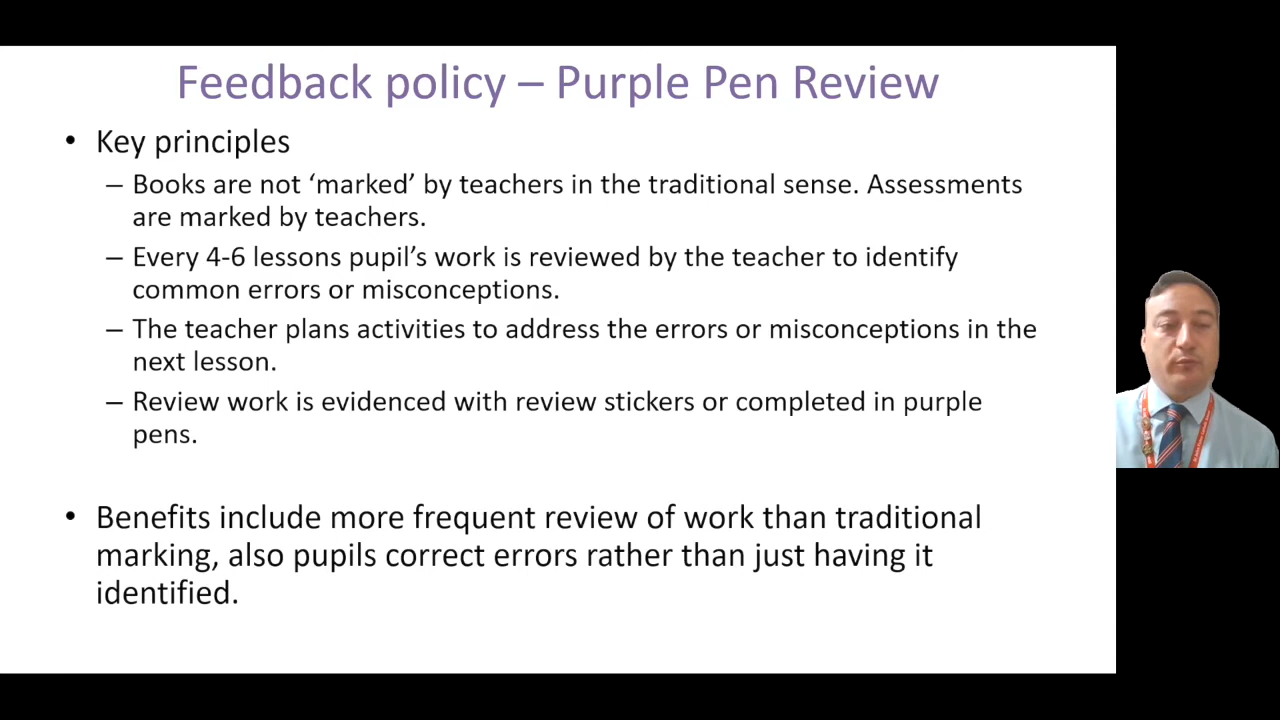 Feedback policy – Purple Pen Review
• Key principles
– Books are not ‘marked’ by teachers in the traditional sense. Assessments
are marked by teachers.
– Every 4-6 lessons pupil’s work is reviewed by the teacher to identify
common errors or misconceptions.
– The teacher plans activities to address the errors or misconceptions in the
next lesson.
– Review work is evidenced with review stickers or completed in purple
pens.
• Benefits include more frequent review of work than traditional
marking, also pupils correct errors rather than just having it
identified.